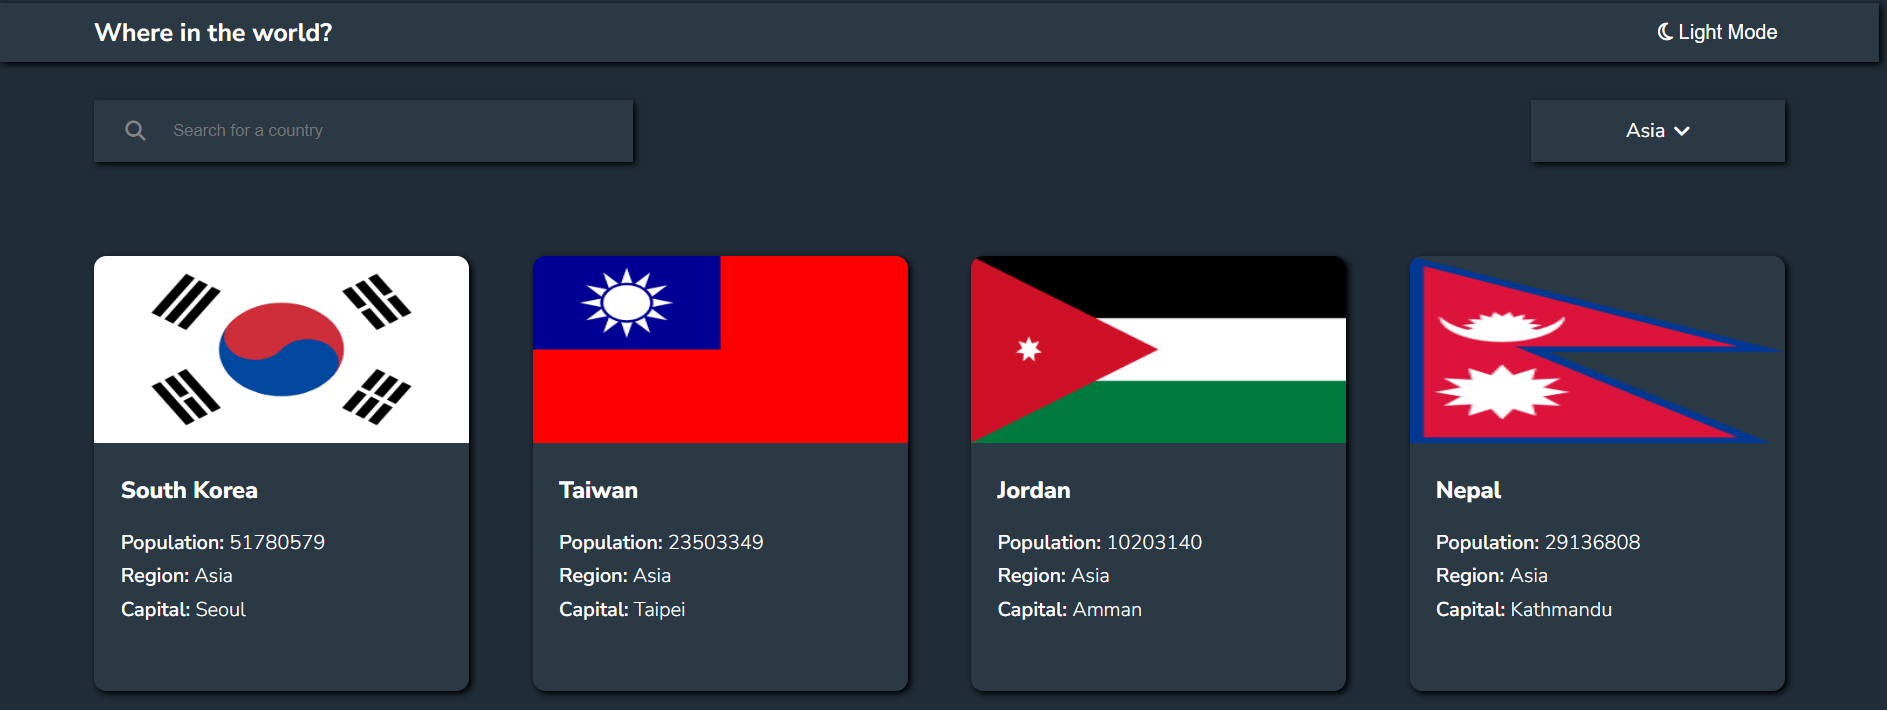 Where in the world?
Light Mode
Search for a country
Asia
South Korea
Population: 51780579
Region: Asia
Capital: Seoul
Taiwan
Population: 23503349
Region: Asia
Capital: Taipei
Jordan
Population: 10203140
Region: Asia
Capital: Amman
Nepal
Population: 29136808
Region: Asia
Capital: Kathmandu